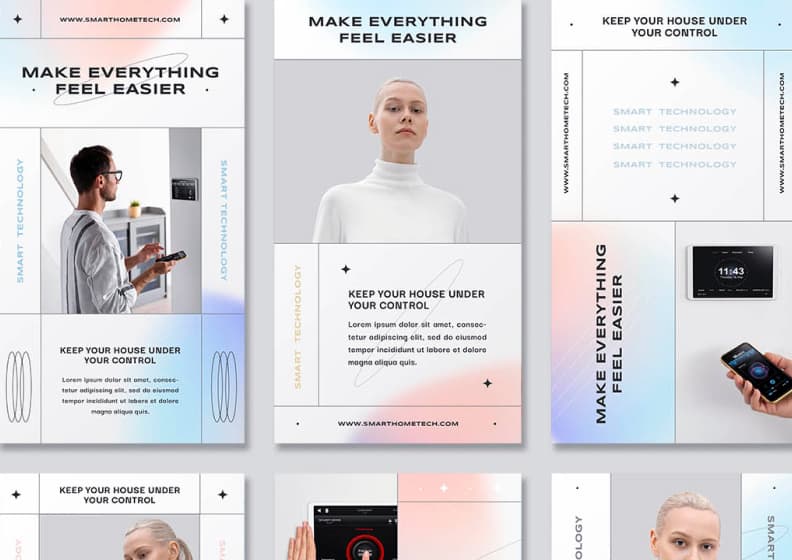 WWW.SMARTHOMETECH.COM
MAKE EVERYTHING
FEEL EASIER
SMART TECHNOLOGY
SMART TECHNOLOGY
KEEP YOUR HOUSE UNDER
YOUR CONTROL
Lorem ipsum dolor sit amet, consec-
tetur adipiscing elit, sed do eiusmod
tempor incididunt ut labore et dolore
magna aliqua quis.
MAKE EVERYTHING
FEEL EASIER
SMART TECHNOLOGY
KEEP YOUR HOUSE UNDER
YOUR CONTROL
Lorem ipsum dolor sit amet, consec-
tetur adipiscing elit, sed do eiusmod
tempor incididunt ut labore et dolore
magna aliqua quis.
WWW.SMARTHOMETECH.COM
KEEP YOUR HOUSE UNDER
YOUR CONTROL
WWW.SMARTHOMETECH.COM
SMART TECHNOLOGY
SMART TECHNOLOGY
SMART TECHNOLOGY
SMART TECHNOLOGY
WWW.SMARTHOMETECH.COM
MAKE EVERYTHING
FEEL EASIER
11:43
KEEP YOUR HOUSE UNDER
YOUR CONTROL